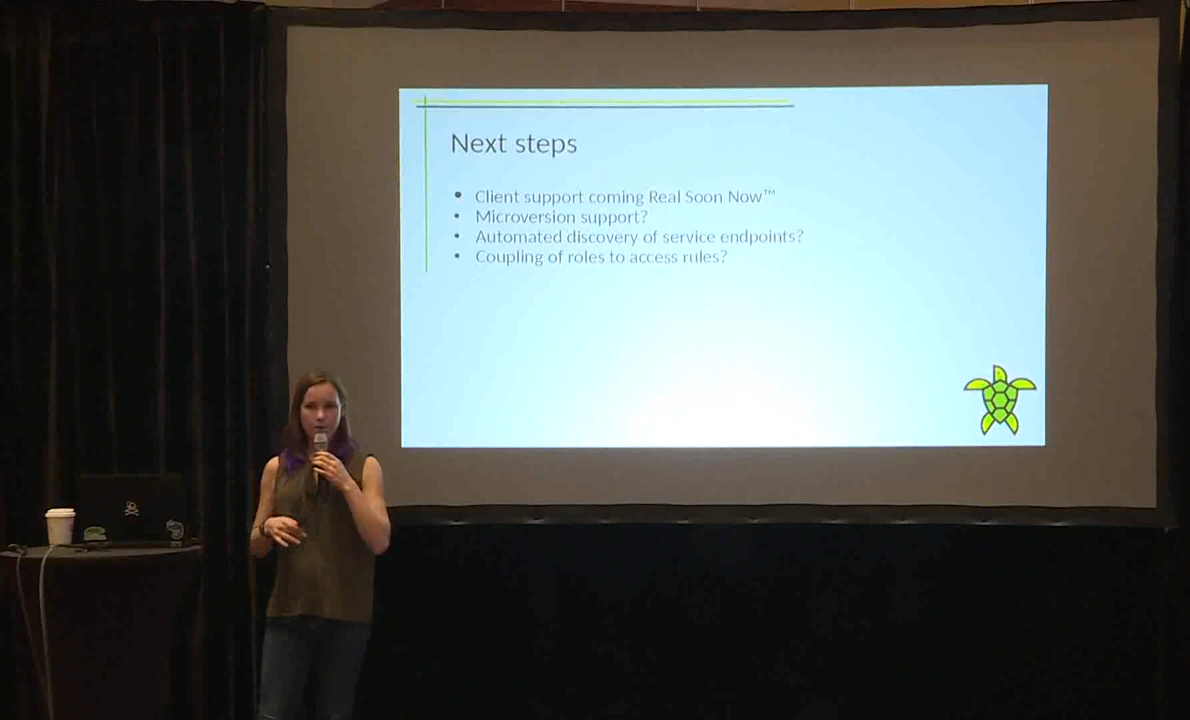 Next steps
Client support coming Real Soon Now™
Microversion support?
Automated discovery of service endpoints?
Coupling of roles to access rules?